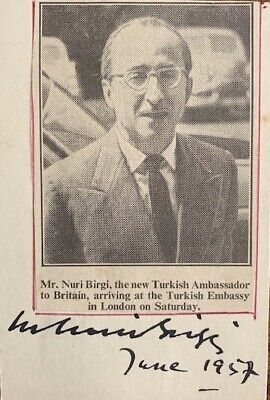 Mr. Nuri Birgi, the new Turkish Ambassador
to Britain, arriving at the Turkish Embassy
in London on Saturday.
Birgi
June 1957